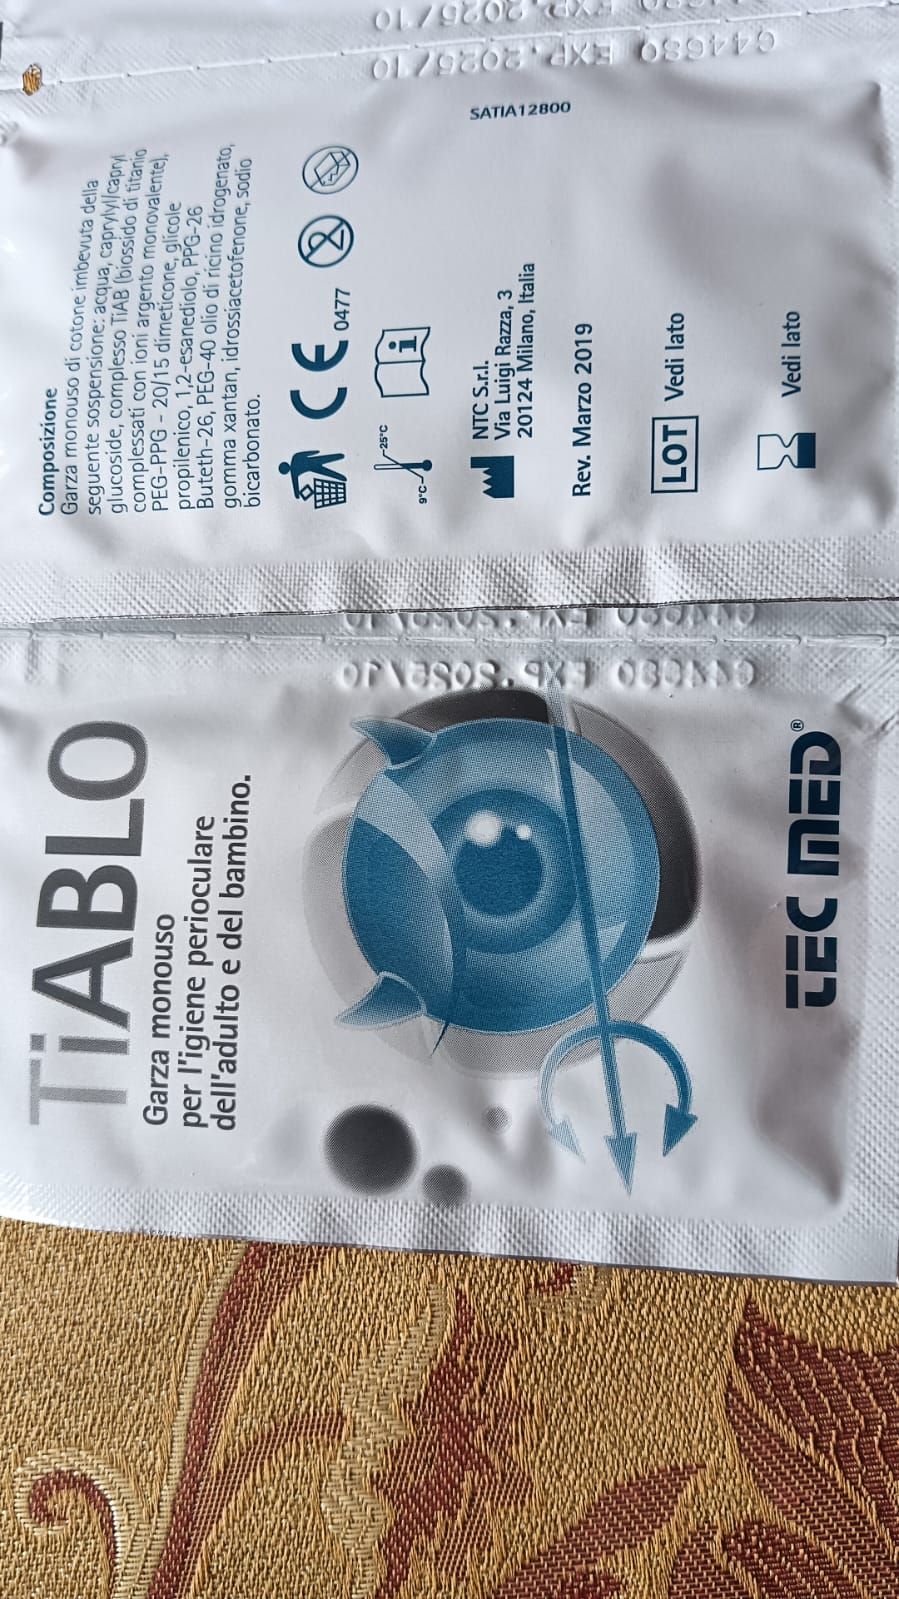 Composizione
Garza monouso di cotone imbevuta della
seguente sospensione: acqua, caprylyl/capryl
glucoside, complesso TiAB (biossido di titanio
complessati con ioni argento monovalente),
PEG-PPG - 20/15 dimeticone, glicole
propilenico, 1,2-esanediolo, PPG-26
Buteth-26, PEG-40 olio di ricino idrogenato,
gomma xantan, idrossiacetofenone, sodio
bicarbonato.
CE 0477
2
9°C
25°C
i
NTC S.r.l.
Via Luigi Razza, 3
20124 Milano, Italia
SATIA12800
Rev. Marzo 2019
LOT Vedi lato
Vedi lato
G44680 EXP.2025/10
TiABLO
Garza monouso
per l'igiene perioculare
dell'adulto e del bambino.
TEC MED®